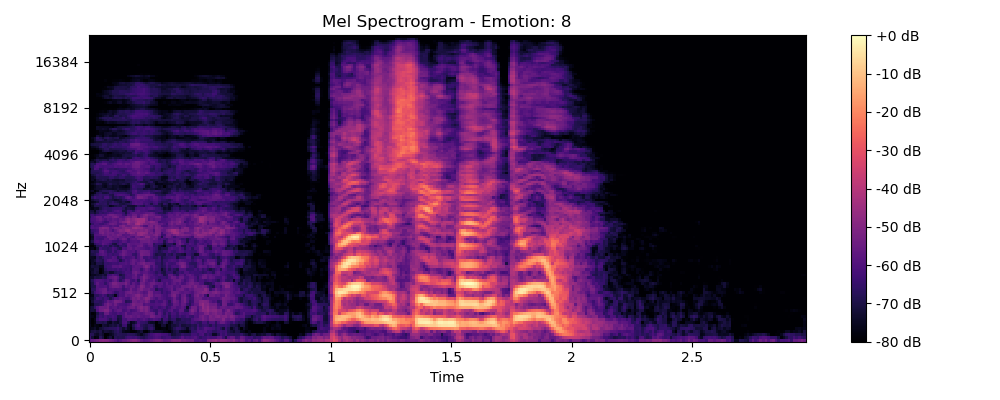 Mel Spectrogram - Emotion: 8
Hz
16384
8192
4096
2048
1024
512
0
0 0.5 1 1.5 2 2.5
Time
+0 dB
-10 dB
-20 dB
-30 dB
-40 dB
-50 dB
-60 dB
-70 dB
-80 dB